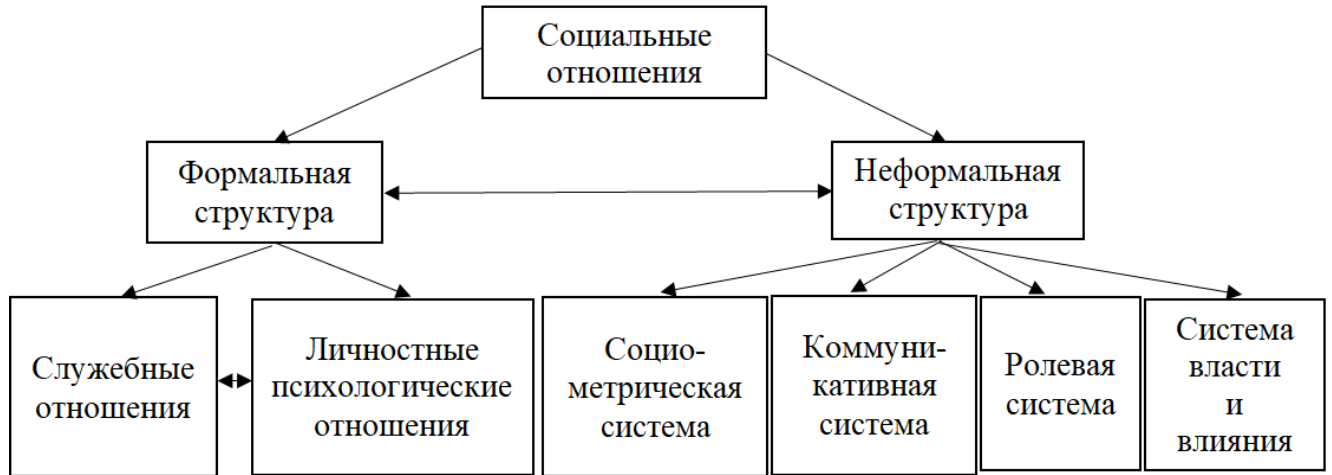 Социальные
отношения
Формальная
структура
Неформальная
структура
Служебные
отношения
Личностные
психологические
отношения
Социо-
метрическая
система
Коммуни-
кативная
система
Ролевая
система
Система
власти
и
влияния